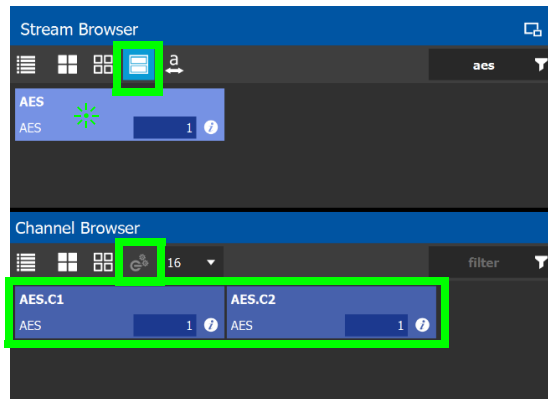 Stream Browser
a
aes
AES
AES 1 i
Channel Browser
16
filter
AES.C1 AES.C2
AES 1 i AES 1 i